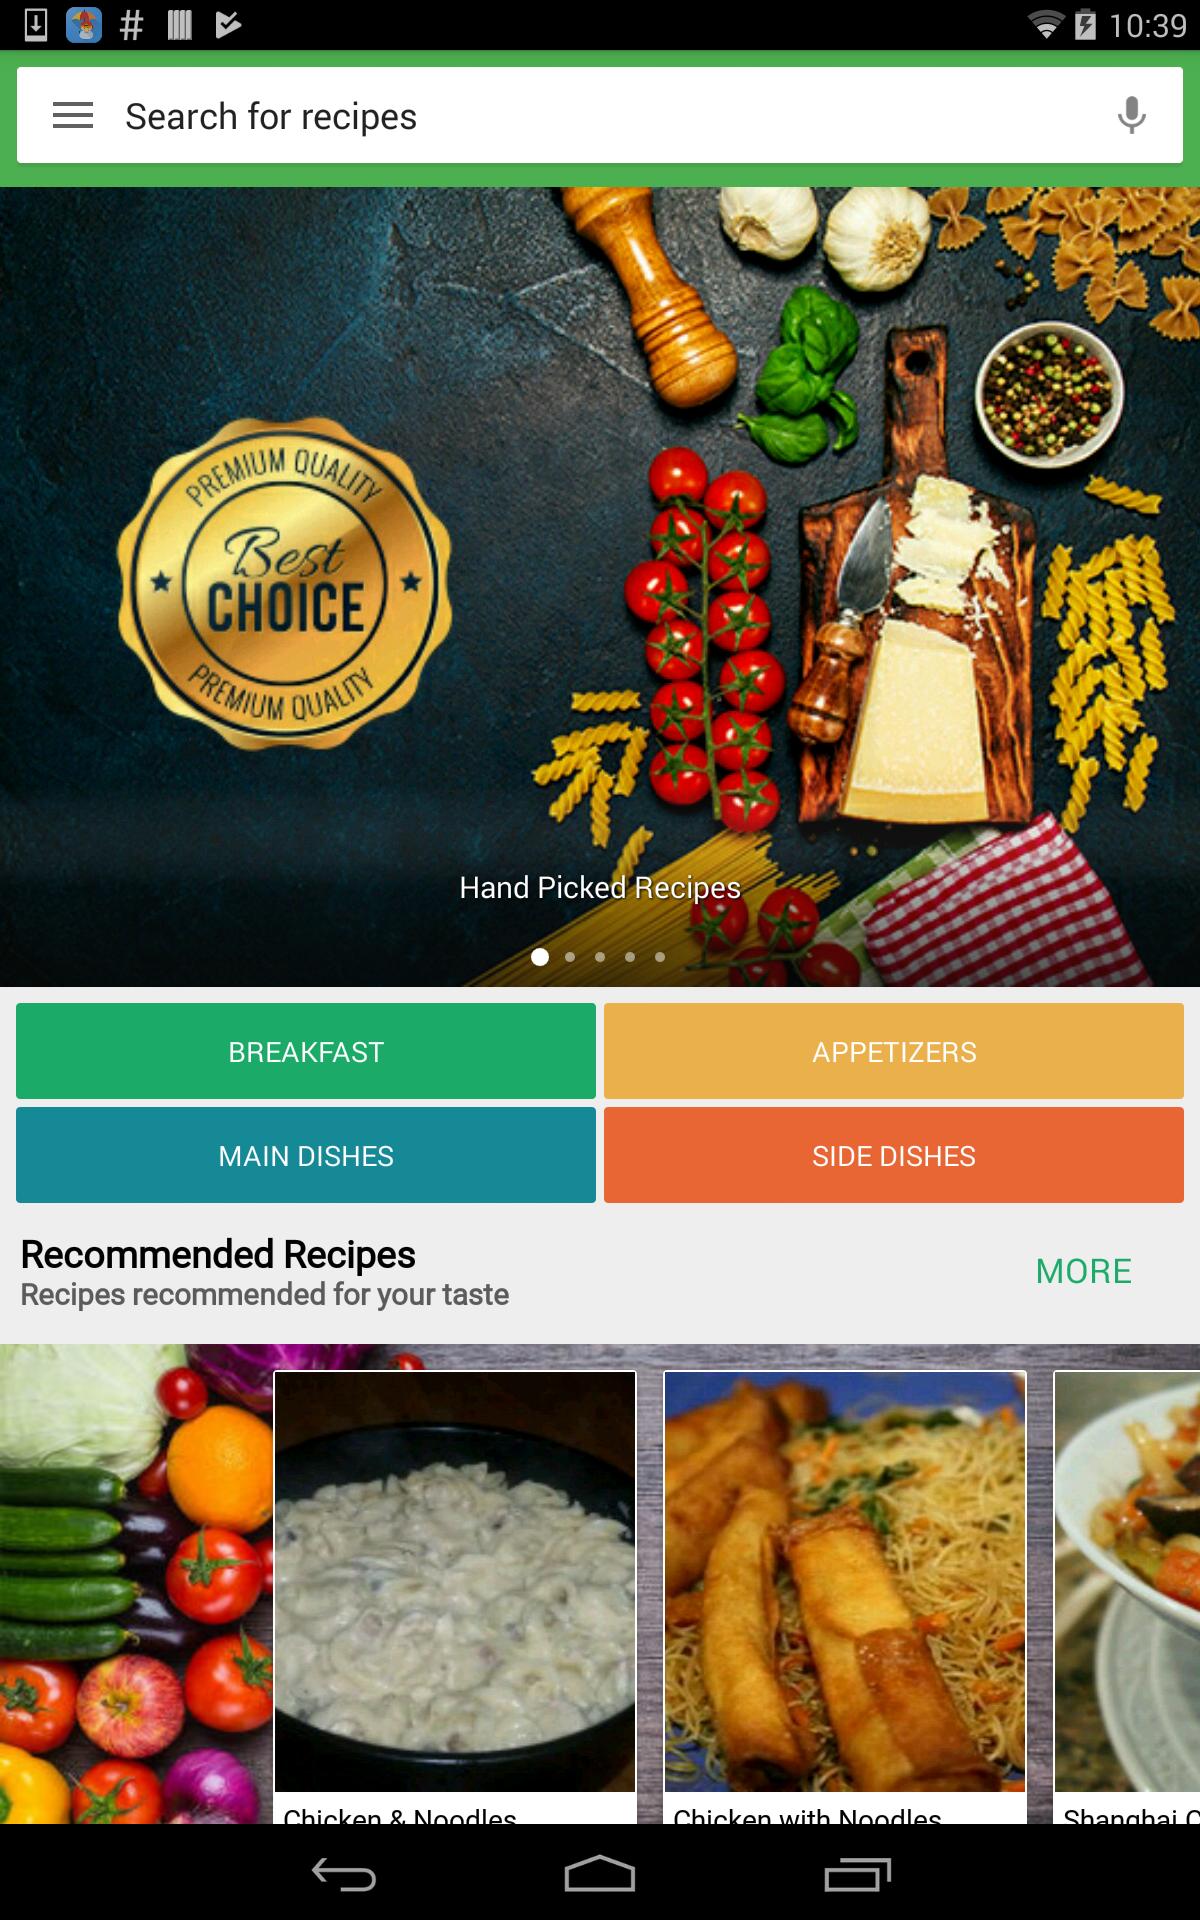 10:39
Search for recipes
PREMIUM QUALITY
Best
CHOICE
PREMIUM QUALITY
Hand Picked Recipes
BREAKFAST
APPETIZERS
MAIN DISHES
SIDE DISHES
Recommended Recipes
MORE
Recipes recommended for your taste
Chicken & Noodles
Chicken with Noodles
Shanghai